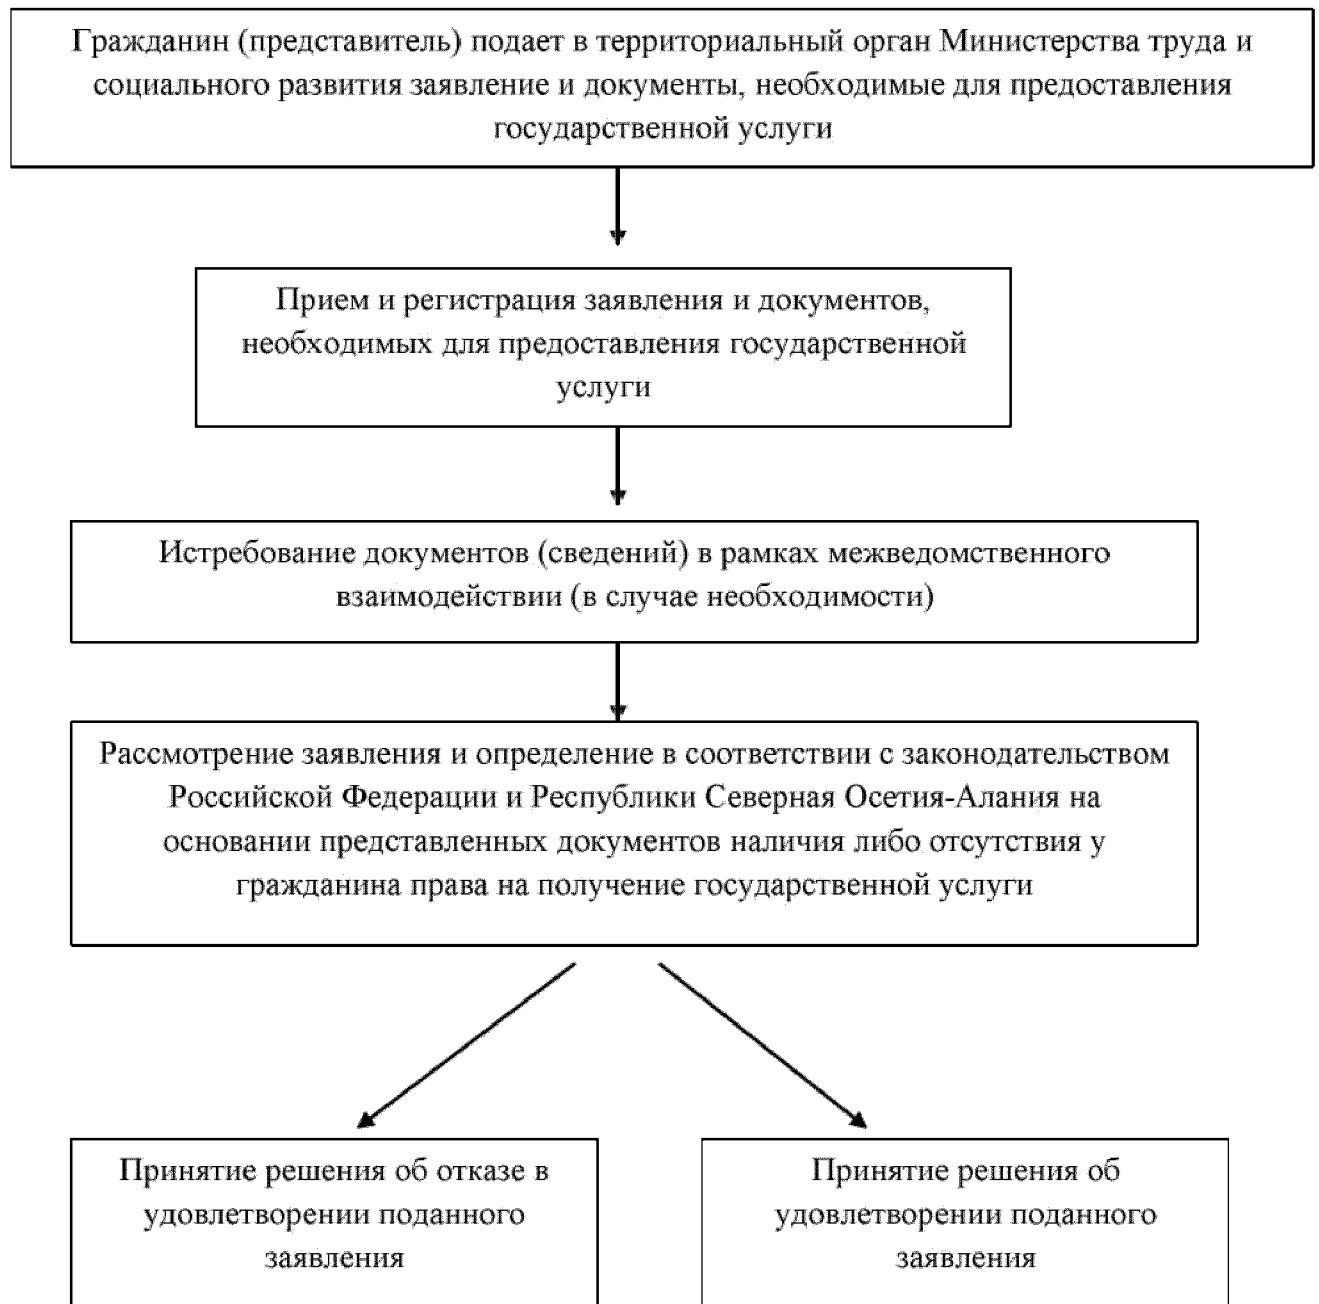 Гражданин (представитель) подает в территориальный орган Министерства труда и
социального развития заявление и документы, необходимые для предоставления
государственной услуги
Прием и регистрация заявления и документов,
необходимых для предоставления государственной
услуги
Истребование документов (сведений) в рамках межведомственного
взаимодействии (в случае необходимости)
Рассмотрение заявления и определение в соответствии с законодательством
Российской Федерации и Республики Северная Осетия-Алания на
основании представленных документов наличия либо отсутствия у
гражданина права на получение государственной услуги
Принятие решения об отказе в
удовлетворении поданного
заявления
Принятие решения об
удовлетворении поданного
заявления